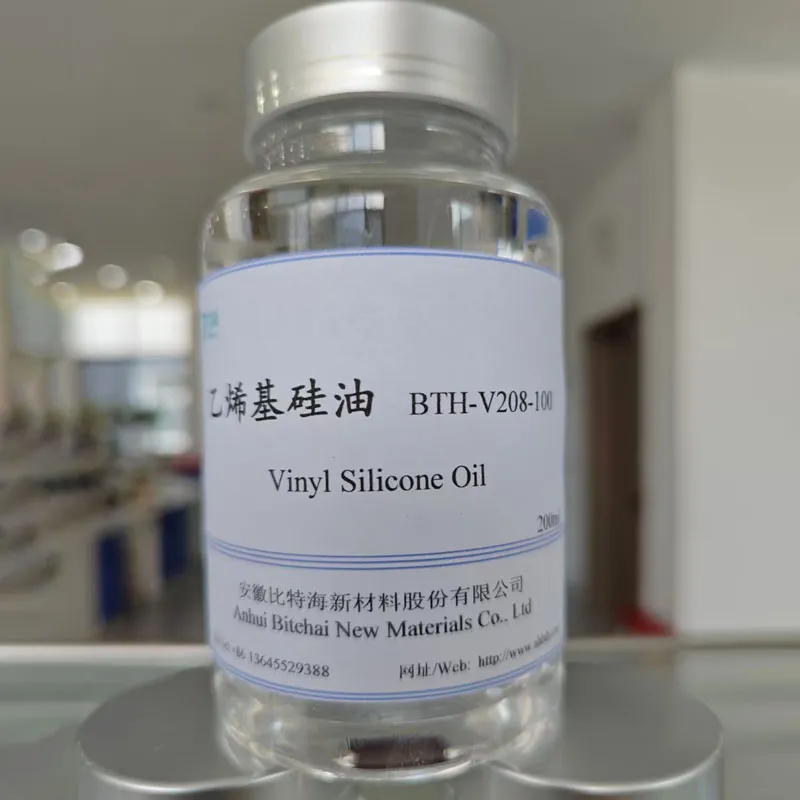 乙烯基硅油 BTH-V208-100
Vinyl Silicone Oil
200ml
安徽比特海新材料股份有限公司
Anhui Bitehai New Materials Co., Ltd
+86 13645529388 网址/Web: http://www.